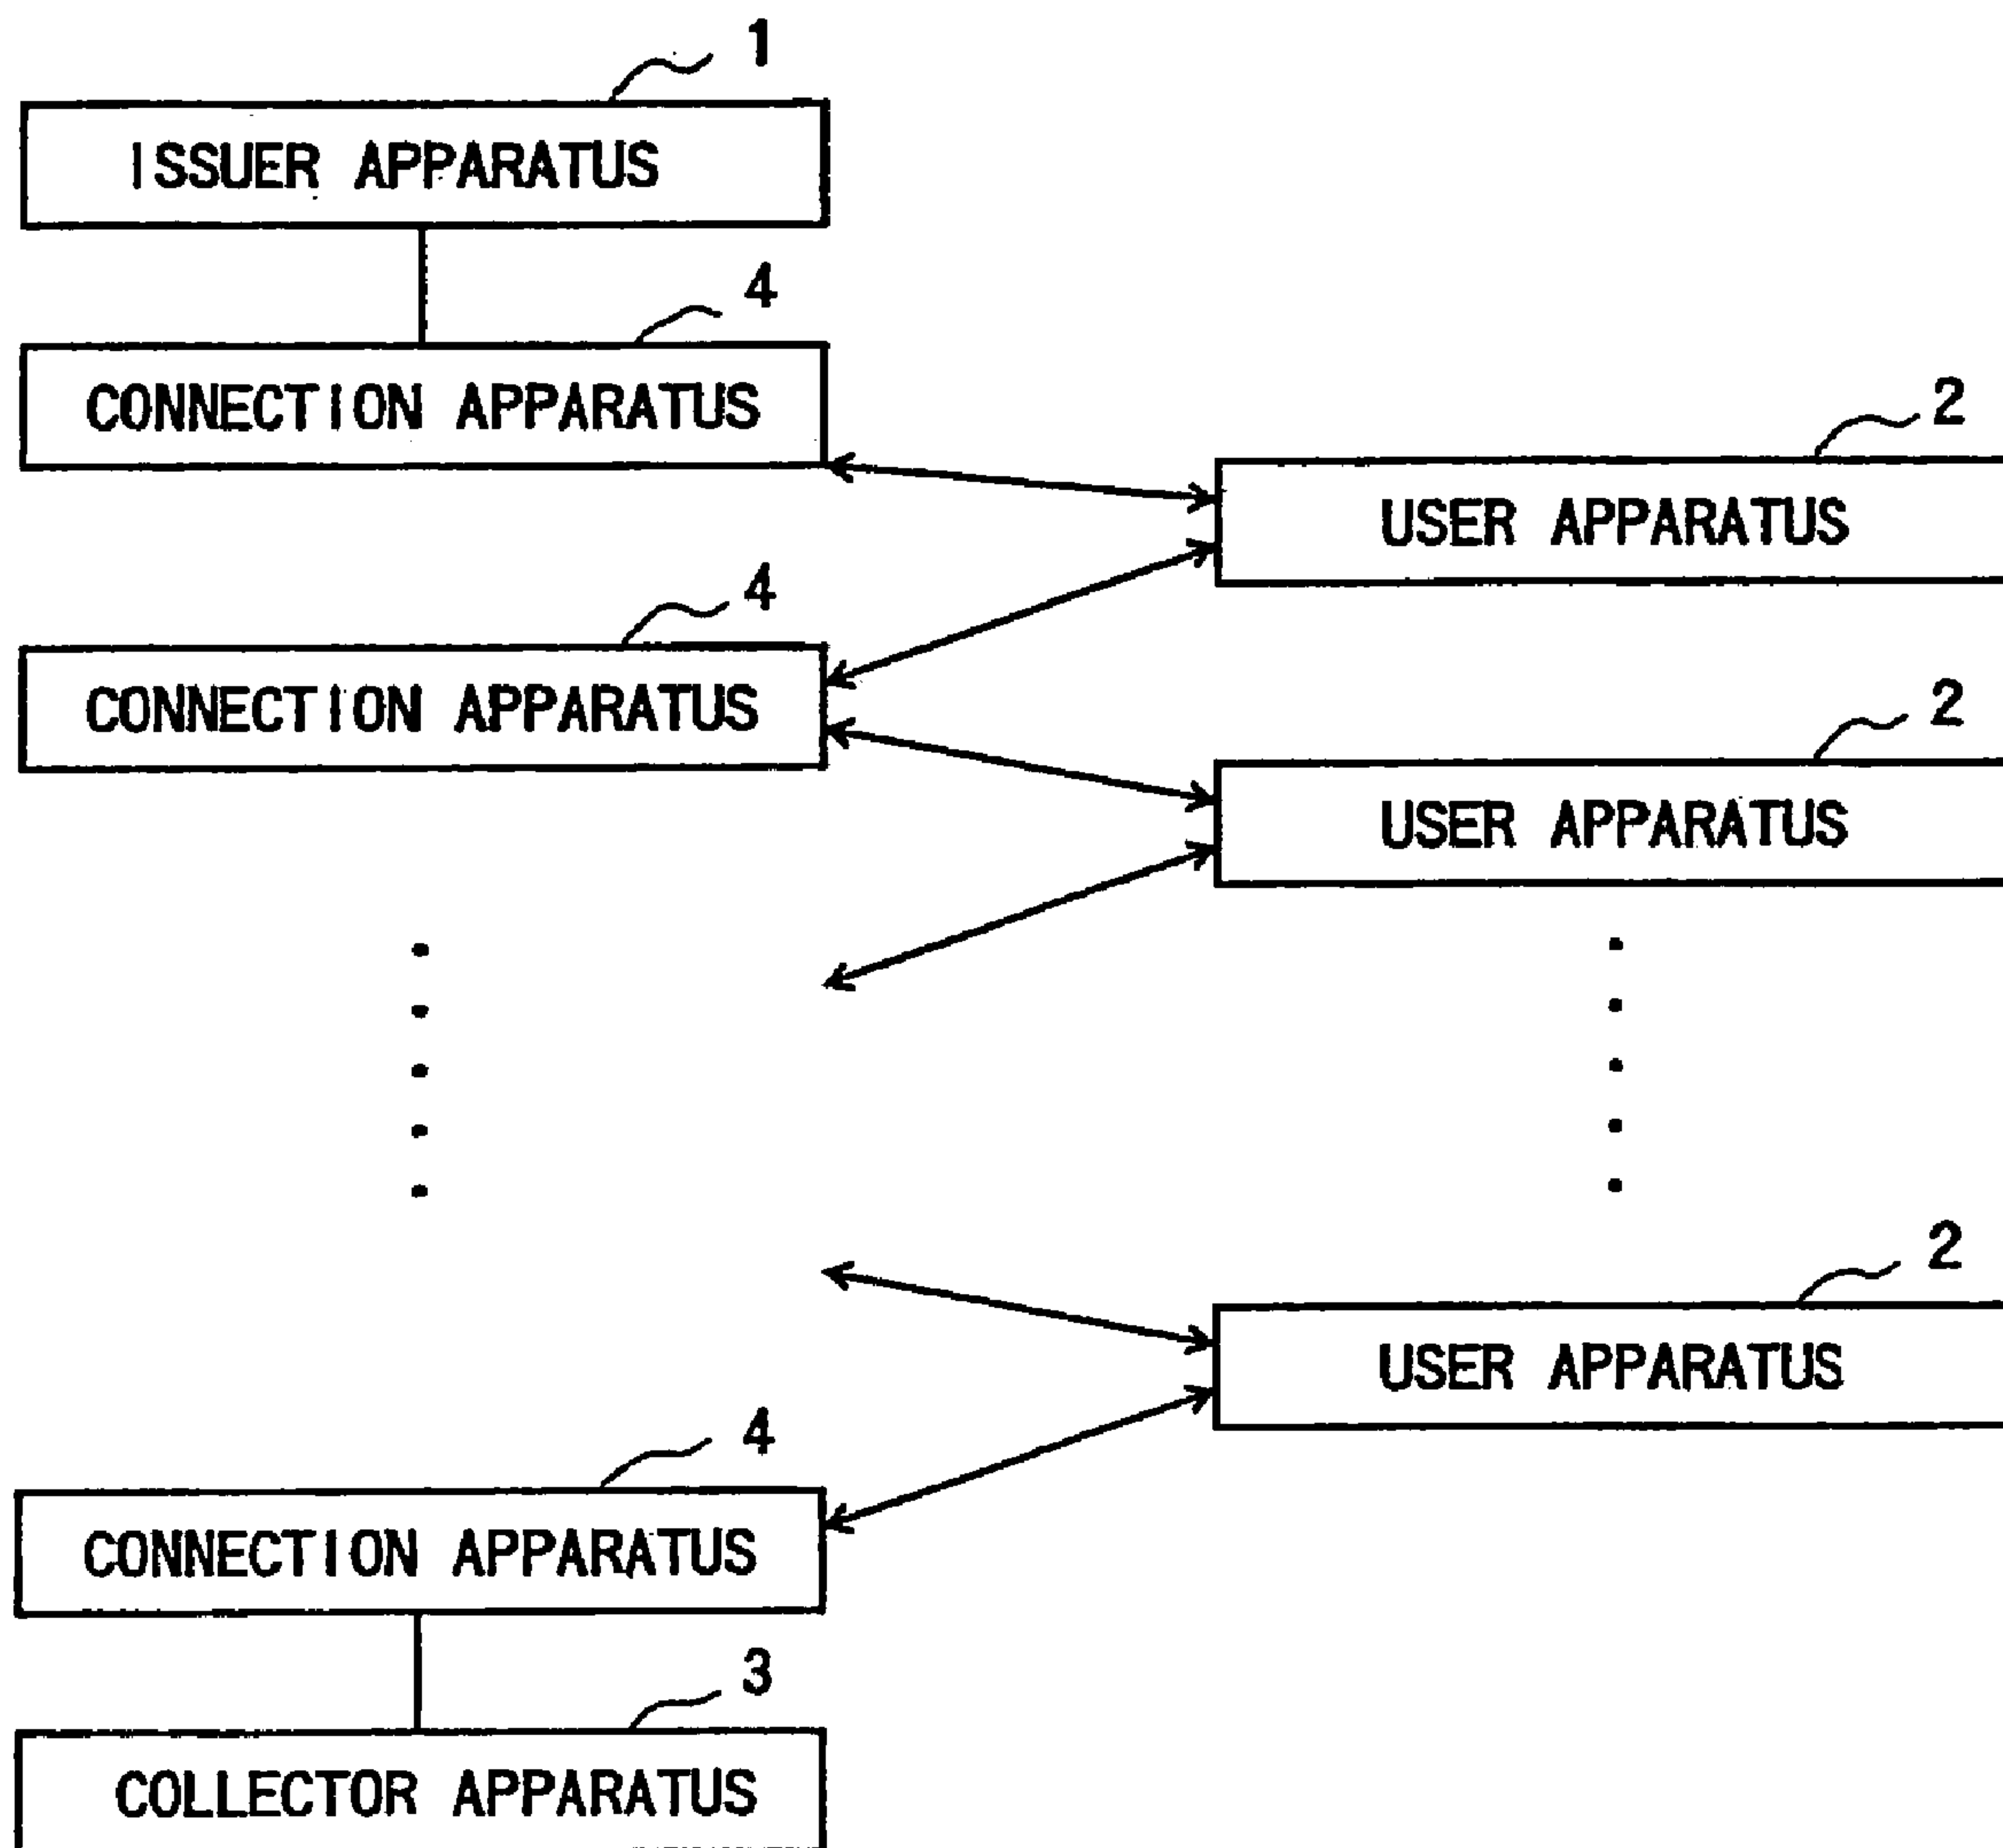 1
ISSUER APPARATUS
4
CONNECTION APPARATUS
2
USER APPARATUS
4
CONNECTION APPARATUS
2
USER APPARATUS
2
USER APPARATUS
4
CONNECTION APPARATUS
3
COLLECTOR APPARATUS